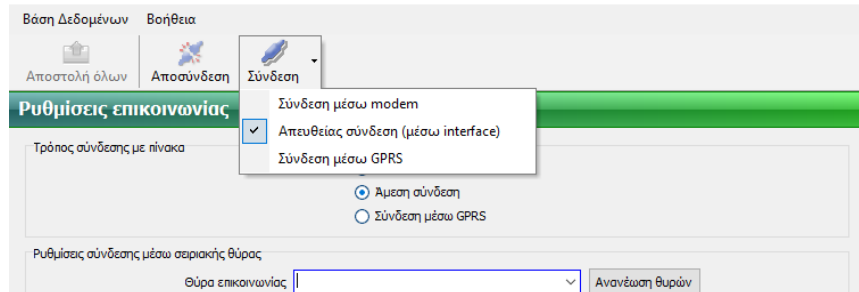 Βάση Δεδομένων Βοήθεια
Αποστολή όλων Αποσύνδεση Σύνδεση
Ρυθμίσεις επικοινωνίας
Σύνδεση μέσω modem
Απευθείας σύνδεση (μέσω interface)
Σύνδεση μέσω GPRS
Τρόπος σύνδεσης με πίνακα
Άμεση σύνδεση
Σύνδεση μέσω GPRS
Ρυθμίσεις σύνδεσης μέσω σειριακής θύρας
Θύρα επικοινωνίας Ανανέωση θυρών